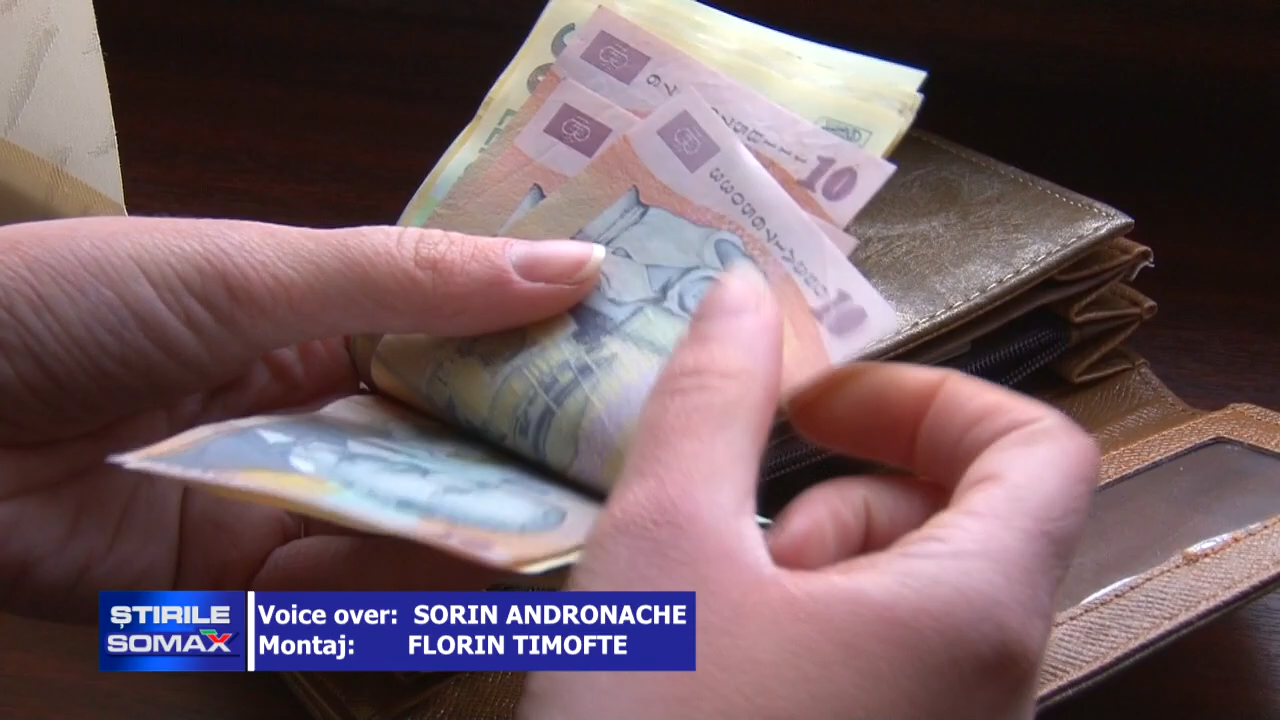 10
10
ȘTIRILE
SOMAX
Voice over: SORIN ANDRONACHE
Montaj: FLORIN TIMOFTE